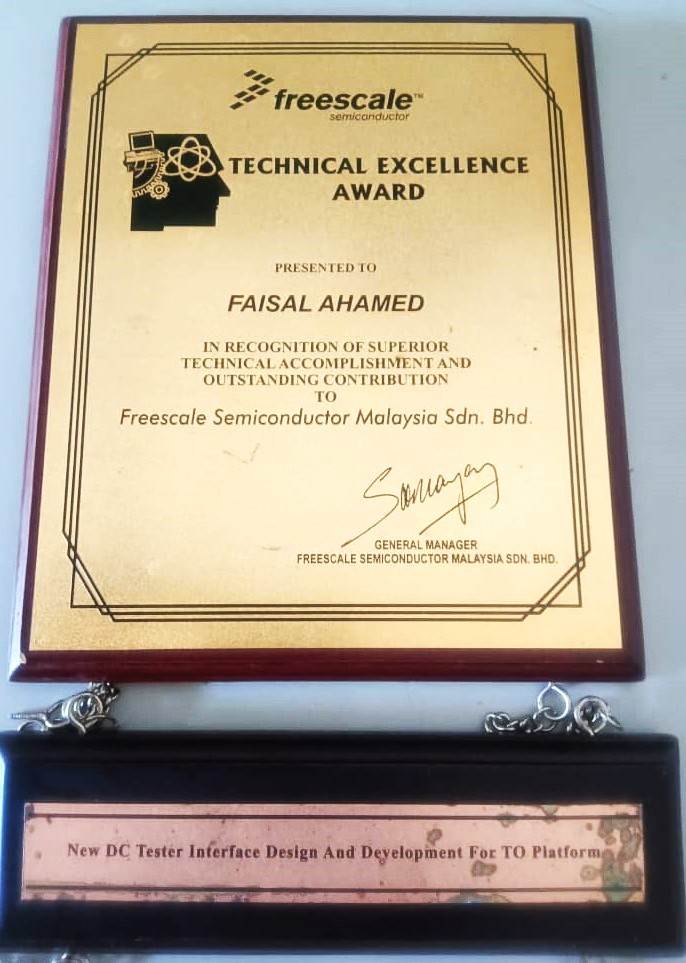 freescale™
semiconductor
TECHNICAL EXCELLENCE
AWARD
PRESENTED TO
FAISAL AHAMED
IN RECOGNITION OF SUPERIOR
TECHNICAL ACCOMPLISHMENT AND
OUTSTANDING CONTRIBUTION
TO
Freescale Semiconductor Malaysia Sdn. Bhd.
GENERAL MANAGER
FREESCALE SEMICONDUCTOR MALAYSIA SDN. BHD.
New DC Tester Interface Design And Development For TO Platform